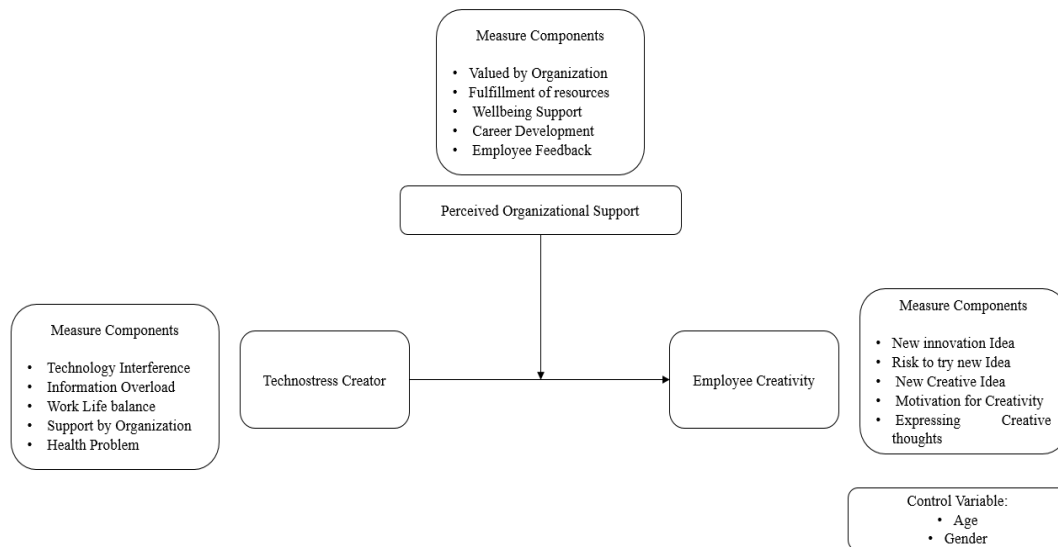 Measure Components
• Valued by Organization
• Fulfillment of resources
• Wellbeing Support
• Career Development
• Employee Feedback
Perceived Organizational Support
Measure Components
• Technology Interference
• Information Overload
• Work Life balance
• Support by Organization
• Health Problem
Technostress Creator
Employee Creativity
Measure Components
• New innovation Idea
• Risk to try new Idea
• New Creative Idea
• Motivation for Creativity
• Expressing Creative
thoughts
Control Variable:
• Age
• Gender